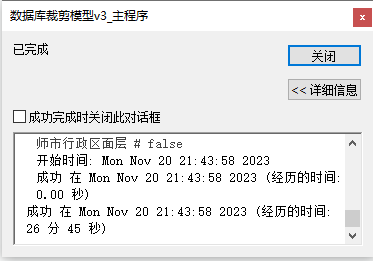 数据库裁剪模型v3_主程序
x
已完成
关闭
<< 详细信息
成功完成时关闭此对话框
师市行政区面层 # false
开始时间: Mon Nov 20 21:43:58 2023
成功 在 Mon Nov 20 21:43:58 2023 (经历的时间:
0.00 秒)
成功 在 Mon Nov 20 21:43:58 2023 (经历的时间:
26 分 45 秒)